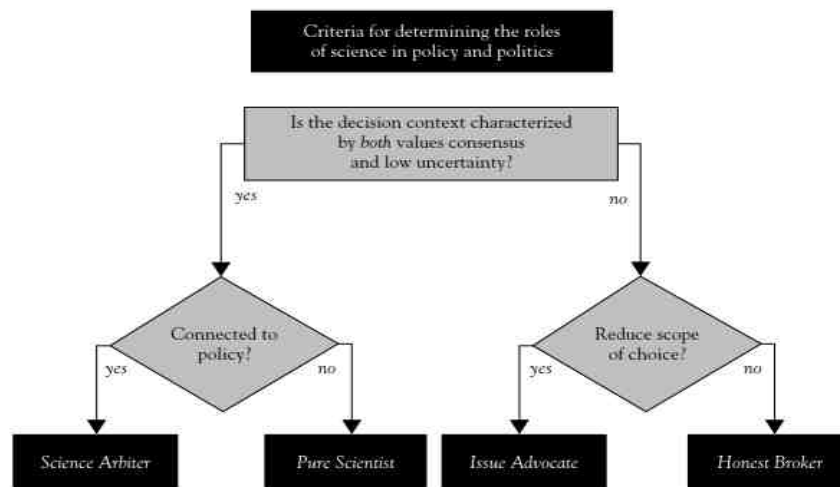 Criteria for determining the roles
of science in policy and politics
Is the decision context characterized
by both values consensus
and low uncertainty?
yes
no
Connected to
policy?
Reduce scope
of choice?
yes
no
yes
no
Science Arbiter
Pure Scientist
Issue Advocate
Honest Broker